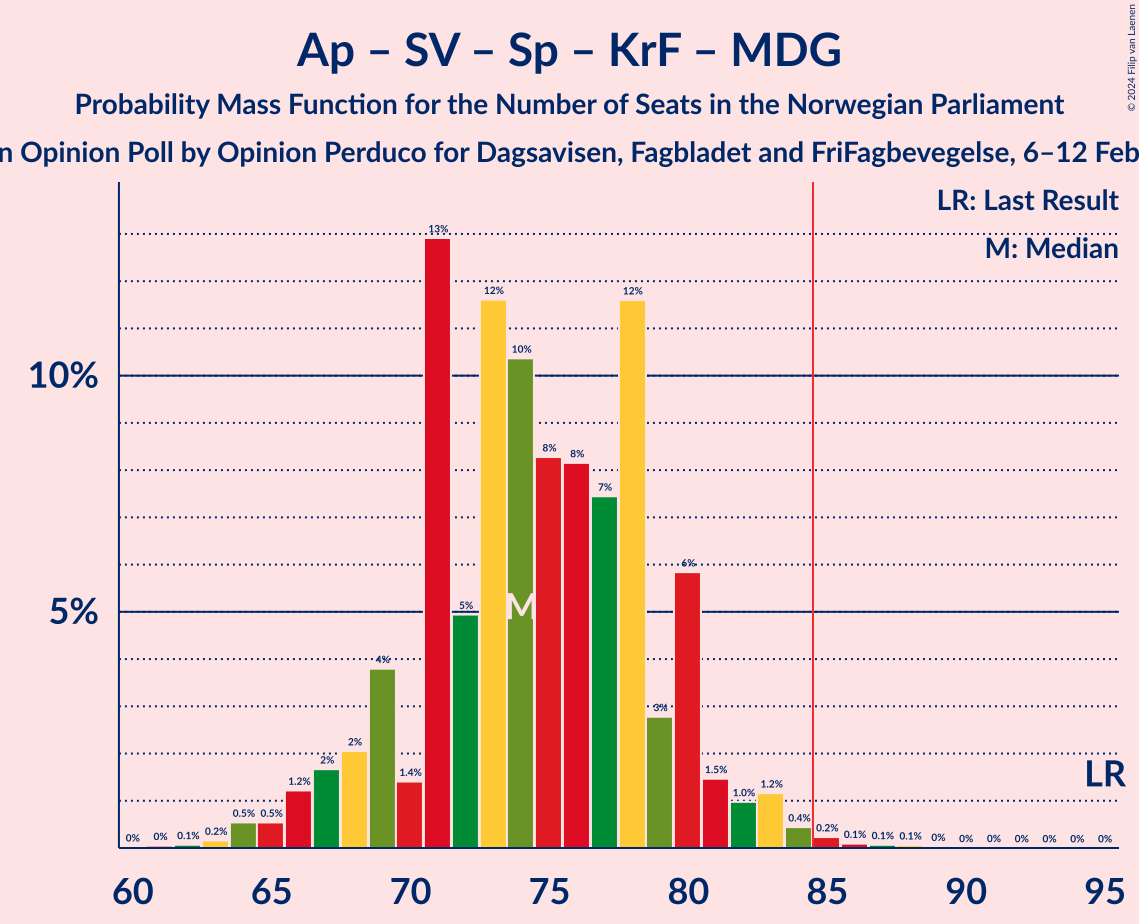 Ap – SV – Sp – KrF – MDG
Probability Mass Function for the Number of Seats in the Norwegian Parliament
n Opinion Poll by Opinion Perduco for Dagsavisen, Fagbladet and FriFagbevegelse, 6–12 Feb
© 2024 Filip van Laenen
LR: Last Result
M: Median
13%
12% 12%
10%
10%
8% 8%
7%
6%
5%
5%
M
4%
3%
2% 2%
1.2% 1.4% 1.5% 1.0% 1.2%
LR
0% 0% 0.1% 0.2% 0.5% 0.5% 0.4% 0.2% 0.1% 0.1% 0.1% 0% 0% 0% 0% 0% 0% 0%
60 65 70 75 80 85 90 95